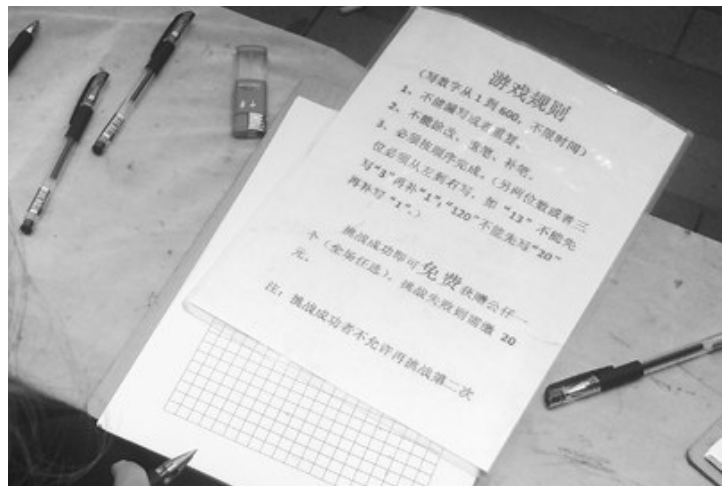 游戏规则
（写数字从1到600，不限时间）
1、不能漏写或者重复。
2、不能涂改、重笔、补笔。
3、必须按顺序完成。（另两位数或者三
位必须从左到右写，如“13”不能先
写“3”再补“1”；“120”不能先写“20”
再补写“1”。）
挑战成功即可免费获赠公仔一
个（全场任选），挑战失败则需缴20
元。
注：挑战成功者不允许再挑战第二次